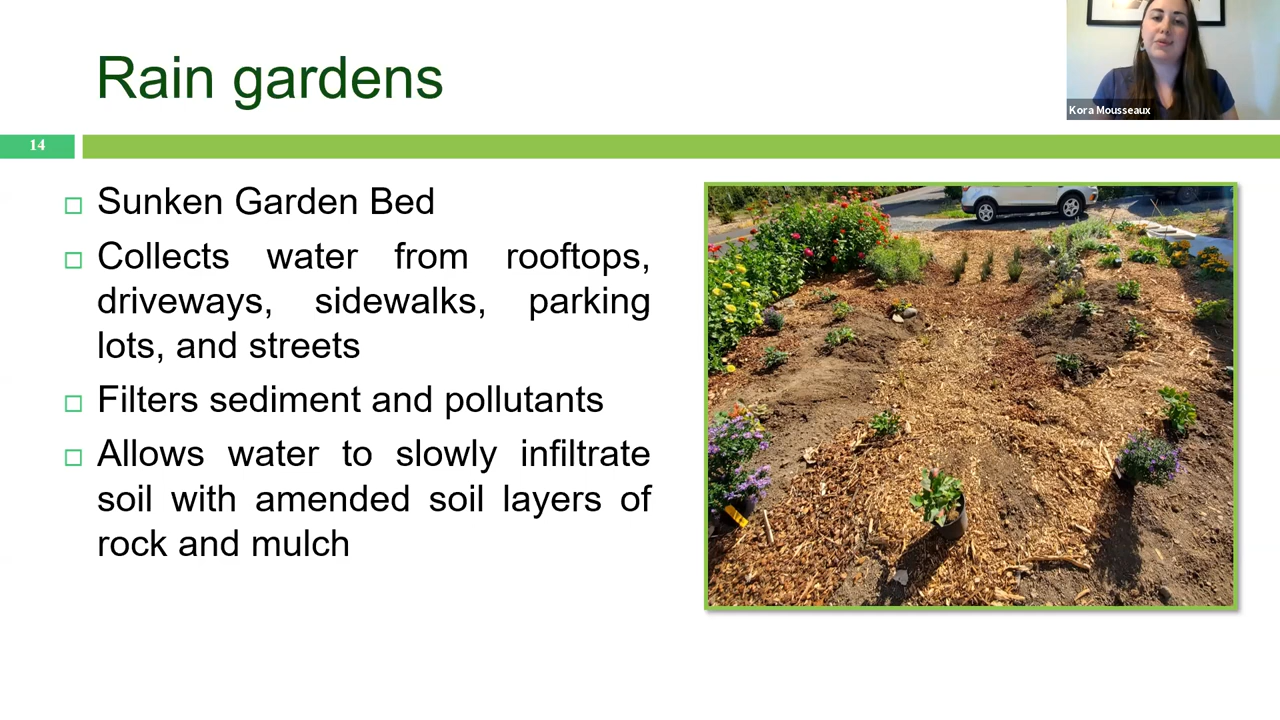 Rain gardens
Kora Mousseaux
14
Sunken Garden Bed
Collects water from rooftops,
driveways, sidewalks, parking
lots, and streets
Filters sediment and pollutants
Allows water to slowly infiltrate
soil with amended soil layers of
rock and mulch